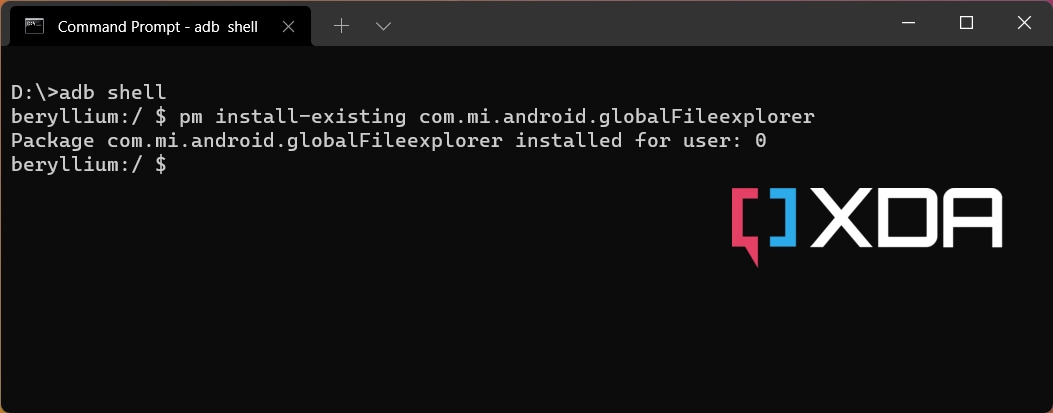 Command Prompt - adb  shell
D:\>adb shell
beryllium:/ $ pm install-existing com.mi.android.globalFileexplorer
Package com.mi.android.globalFileexplorer installed for user: 0
beryllium:/ $
XDA